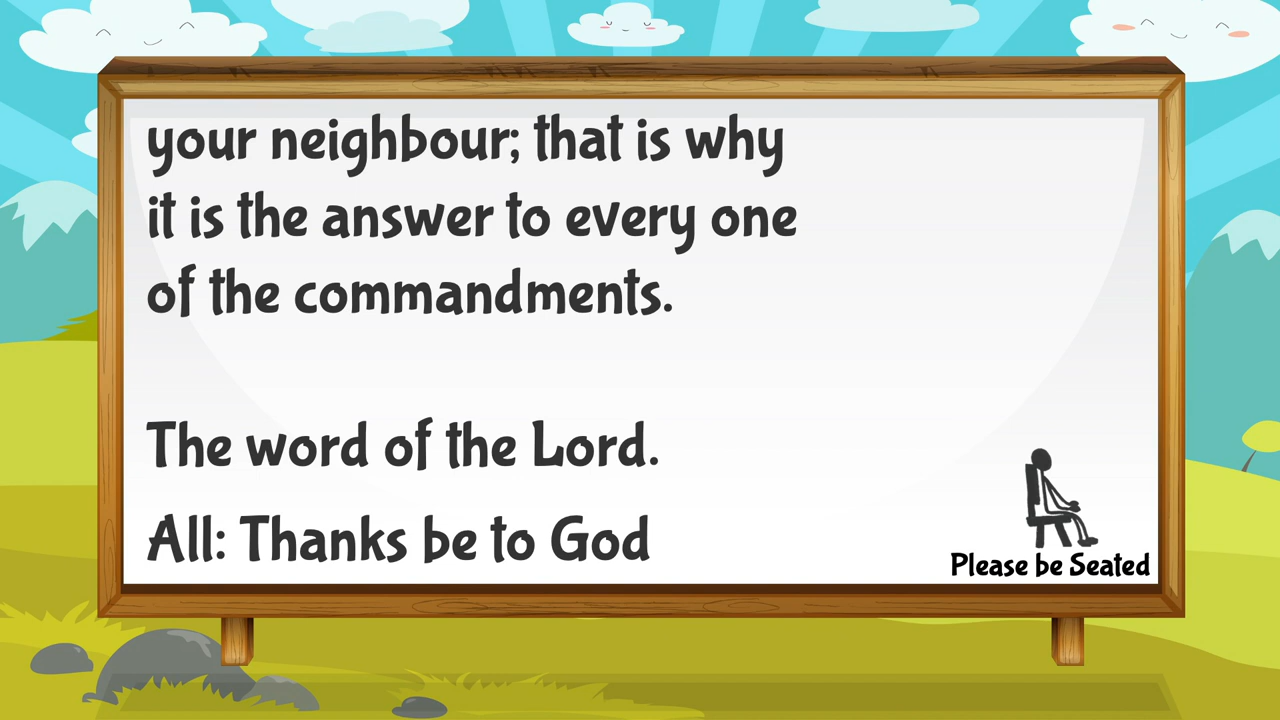 your neighbour; that is why
it is the answer to every one
of the commandments.
The word of the Lord.
All: Thanks be to God
Please be Seated